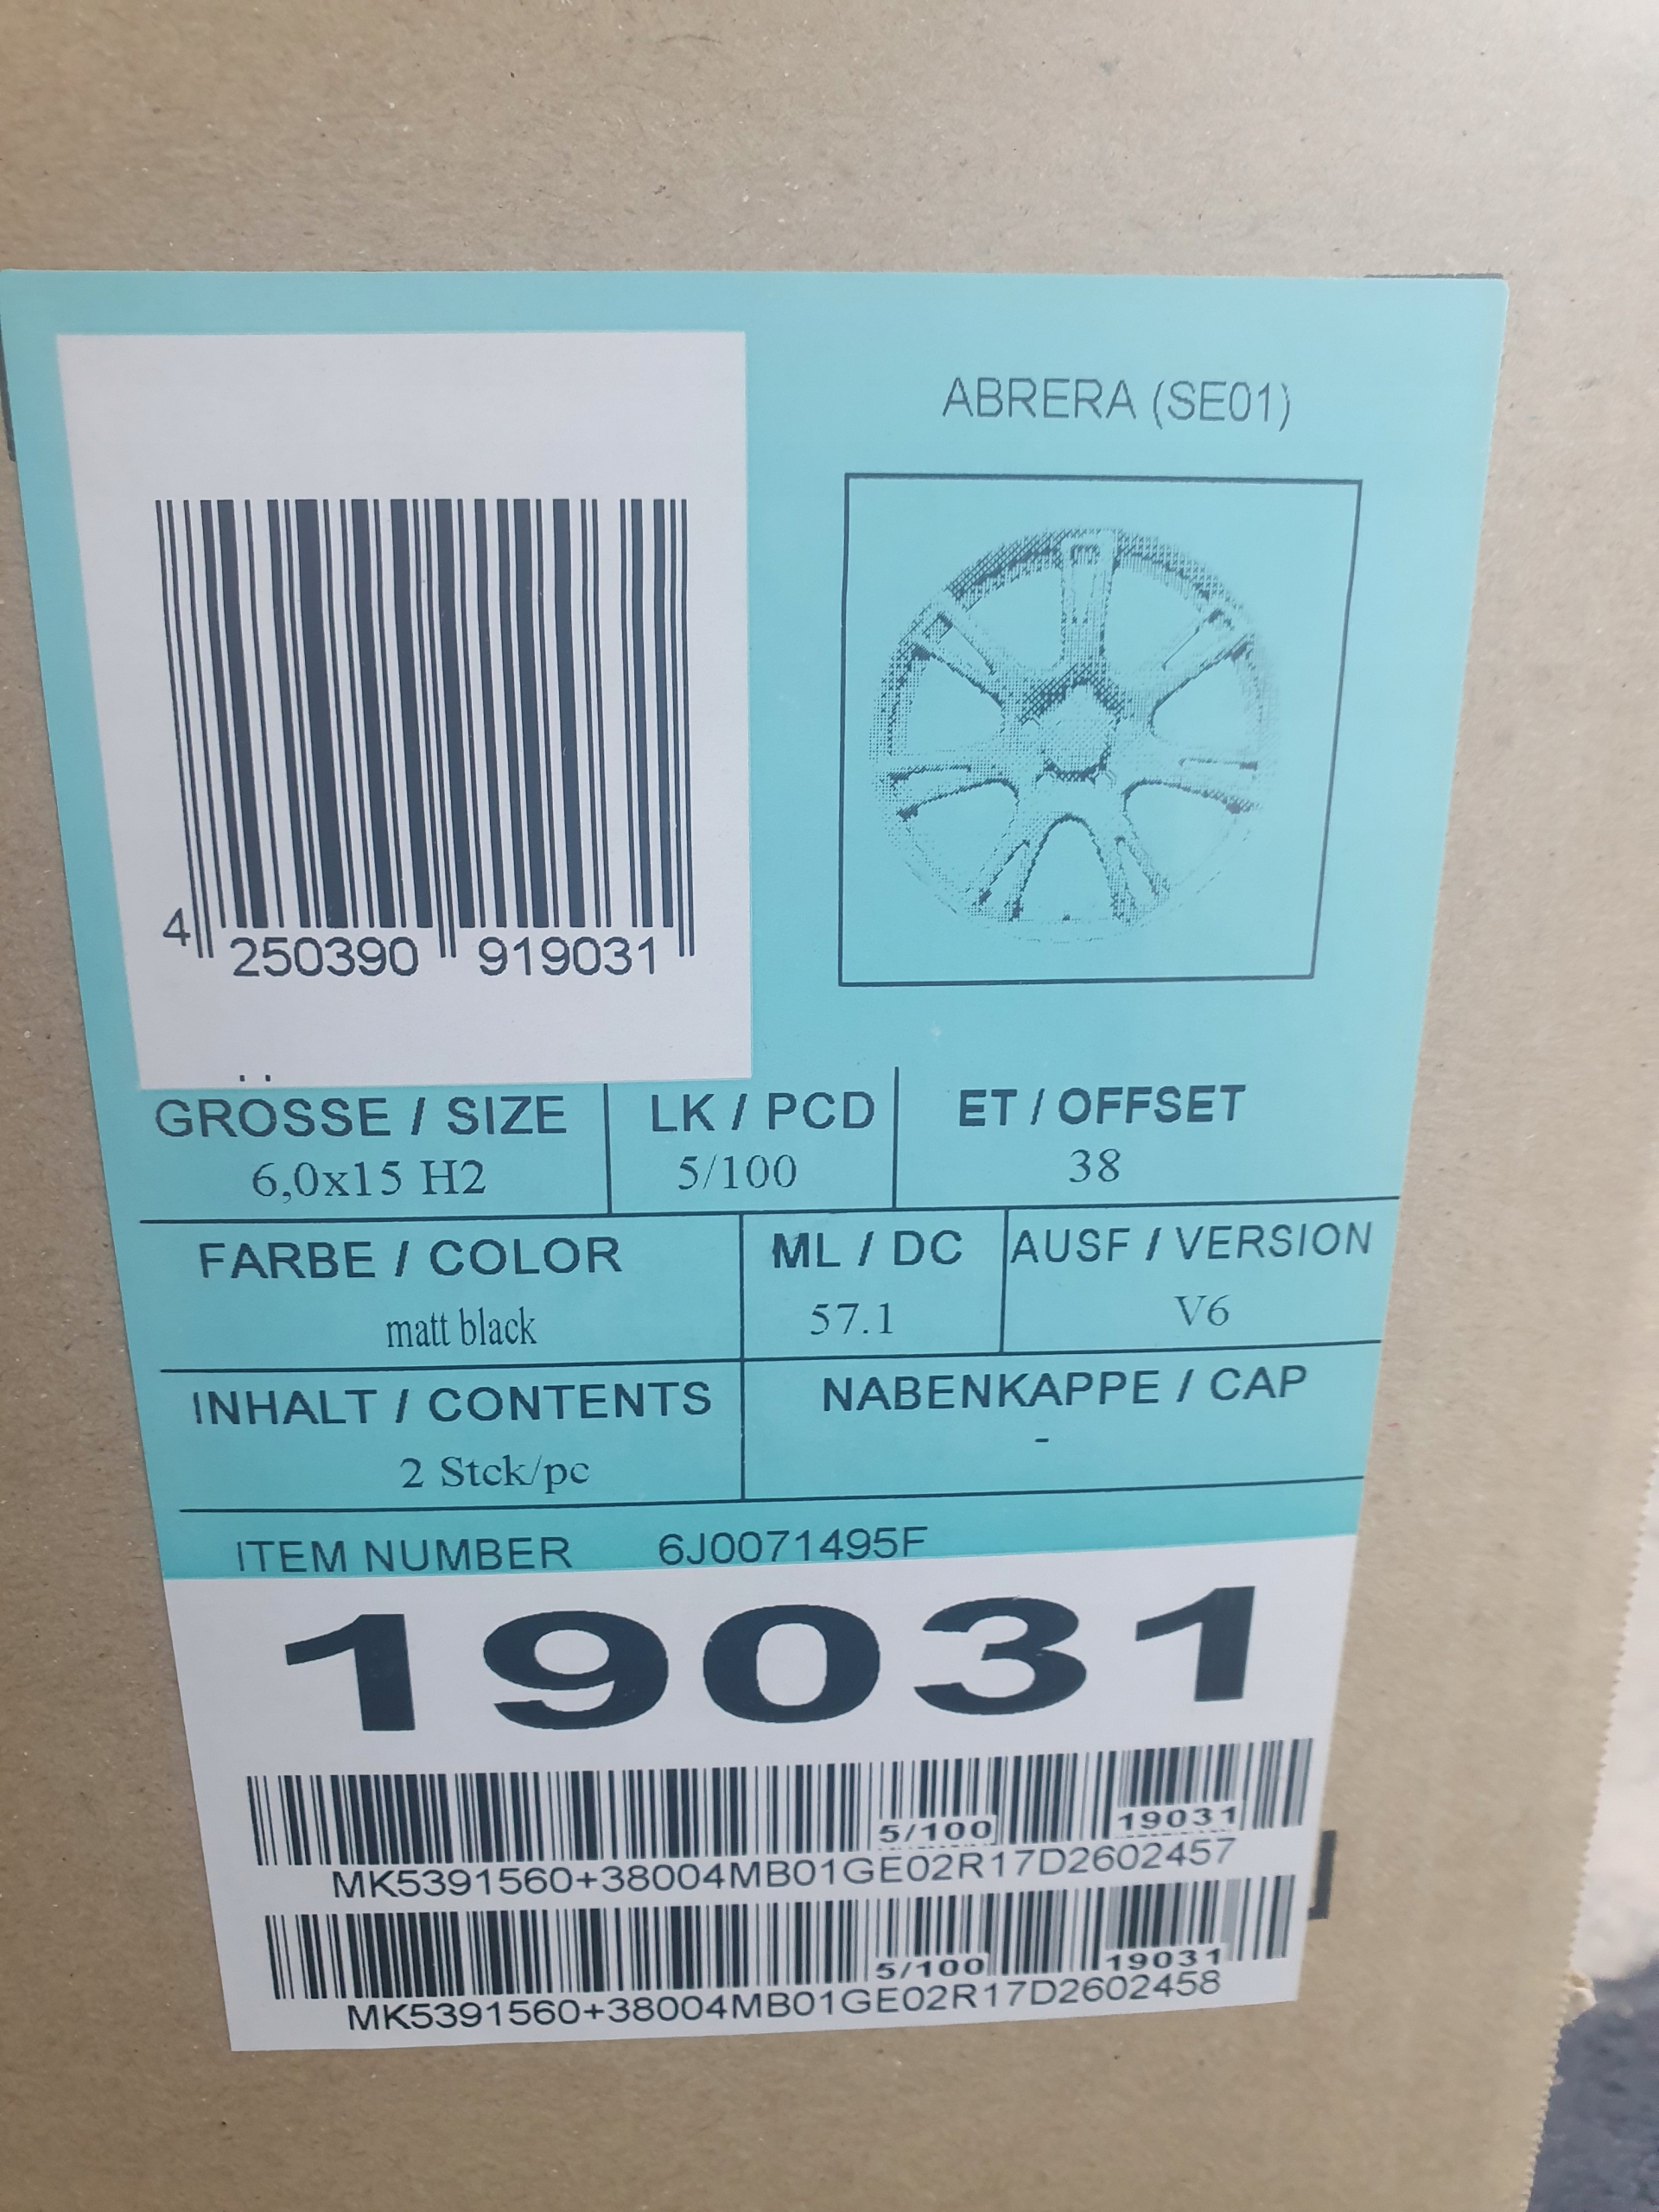 ABRERA (SE01)
4 250390 919031
GRÖSSE / SIZE
6,0x15 H2
LK / PCD
5/100
ET / OFFSET
38
FARBE / COLOR
matt black
ML / DC
57.1
AUSF / VERSION
V6
INHALT / CONTENTS
2 Stck/pc
NABENKAPPE / CAP
-
ITEM NUMBER 6J0071495F
19031
5/100 19031
MK5391560+38004MB01GE02R17D2602457
5/100 19031
MK5391560+38004MB01GE02R17D2602458